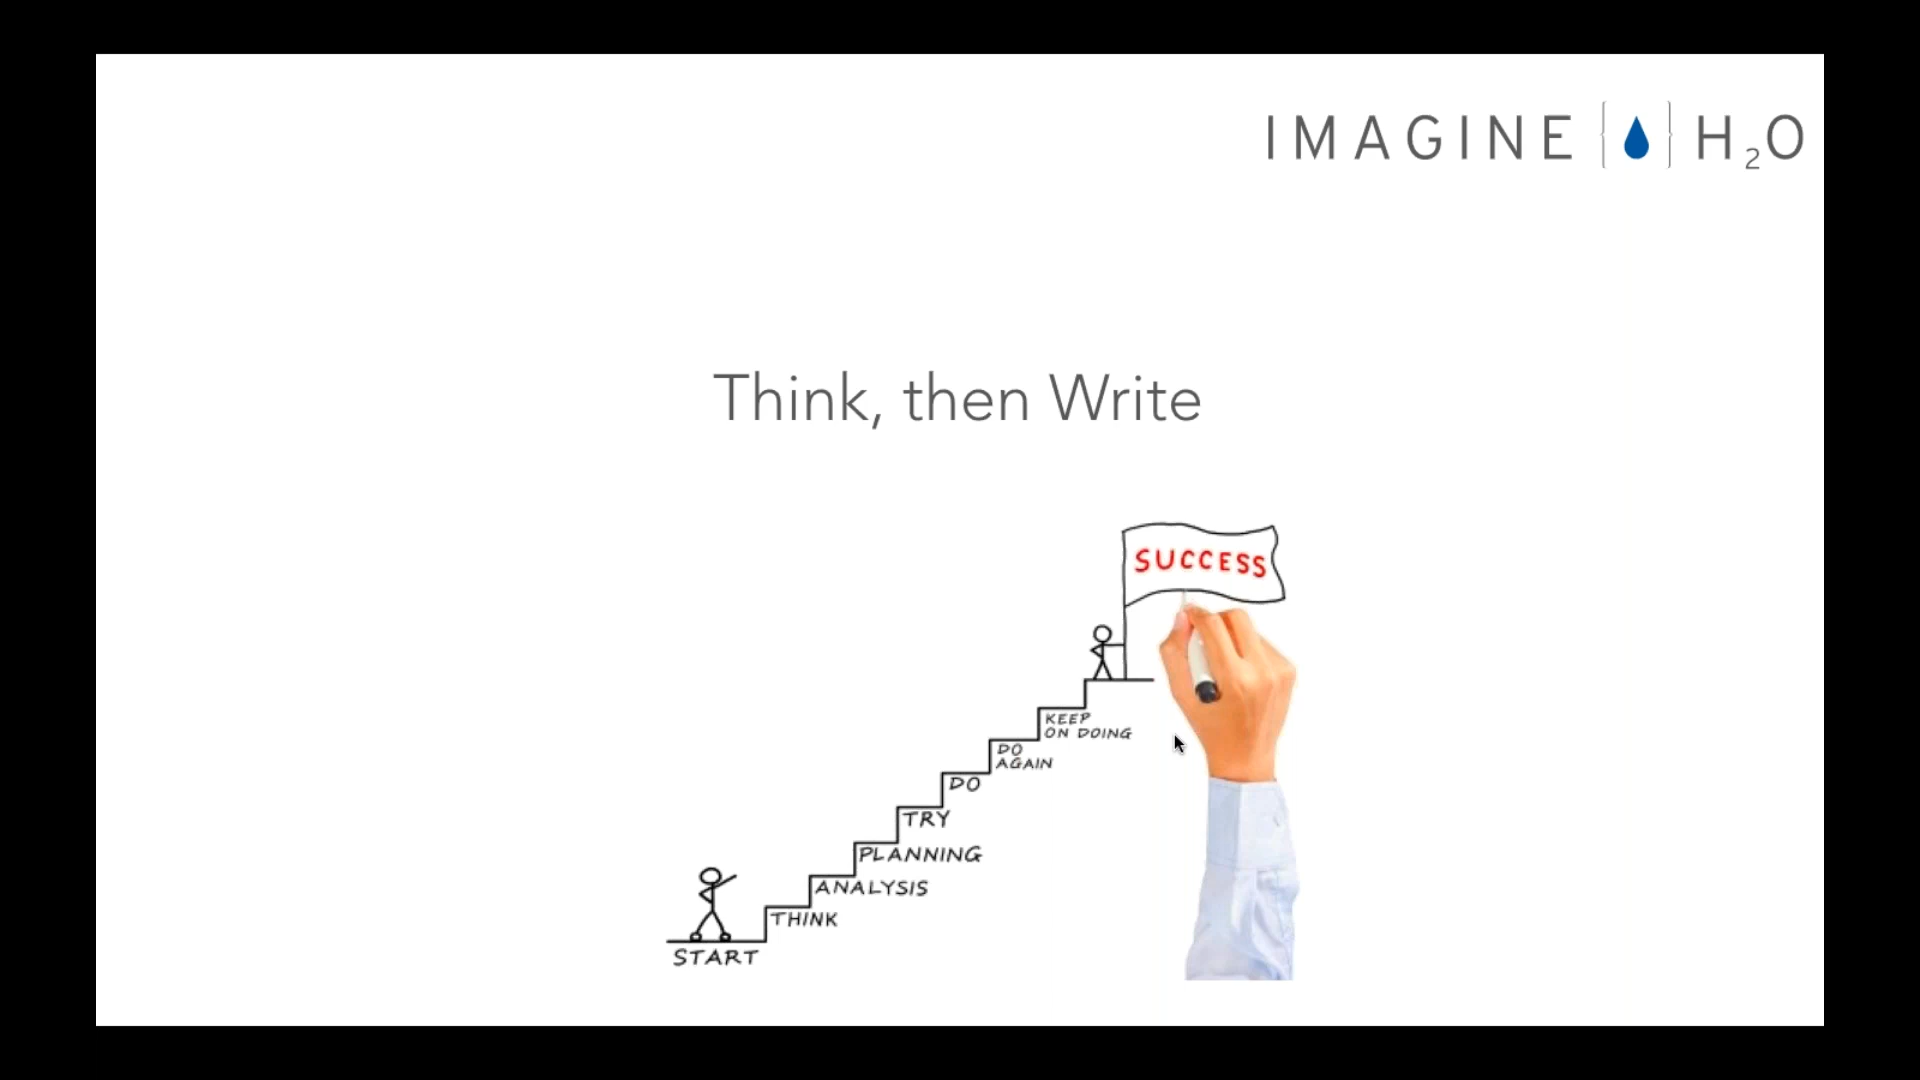 IMAGINE H2O
Think, then Write
SUCCESS
KEEP
ON DOING
DO
AGAIN
DO
TRY
PLANNING
ANALYSIS
THINK
START